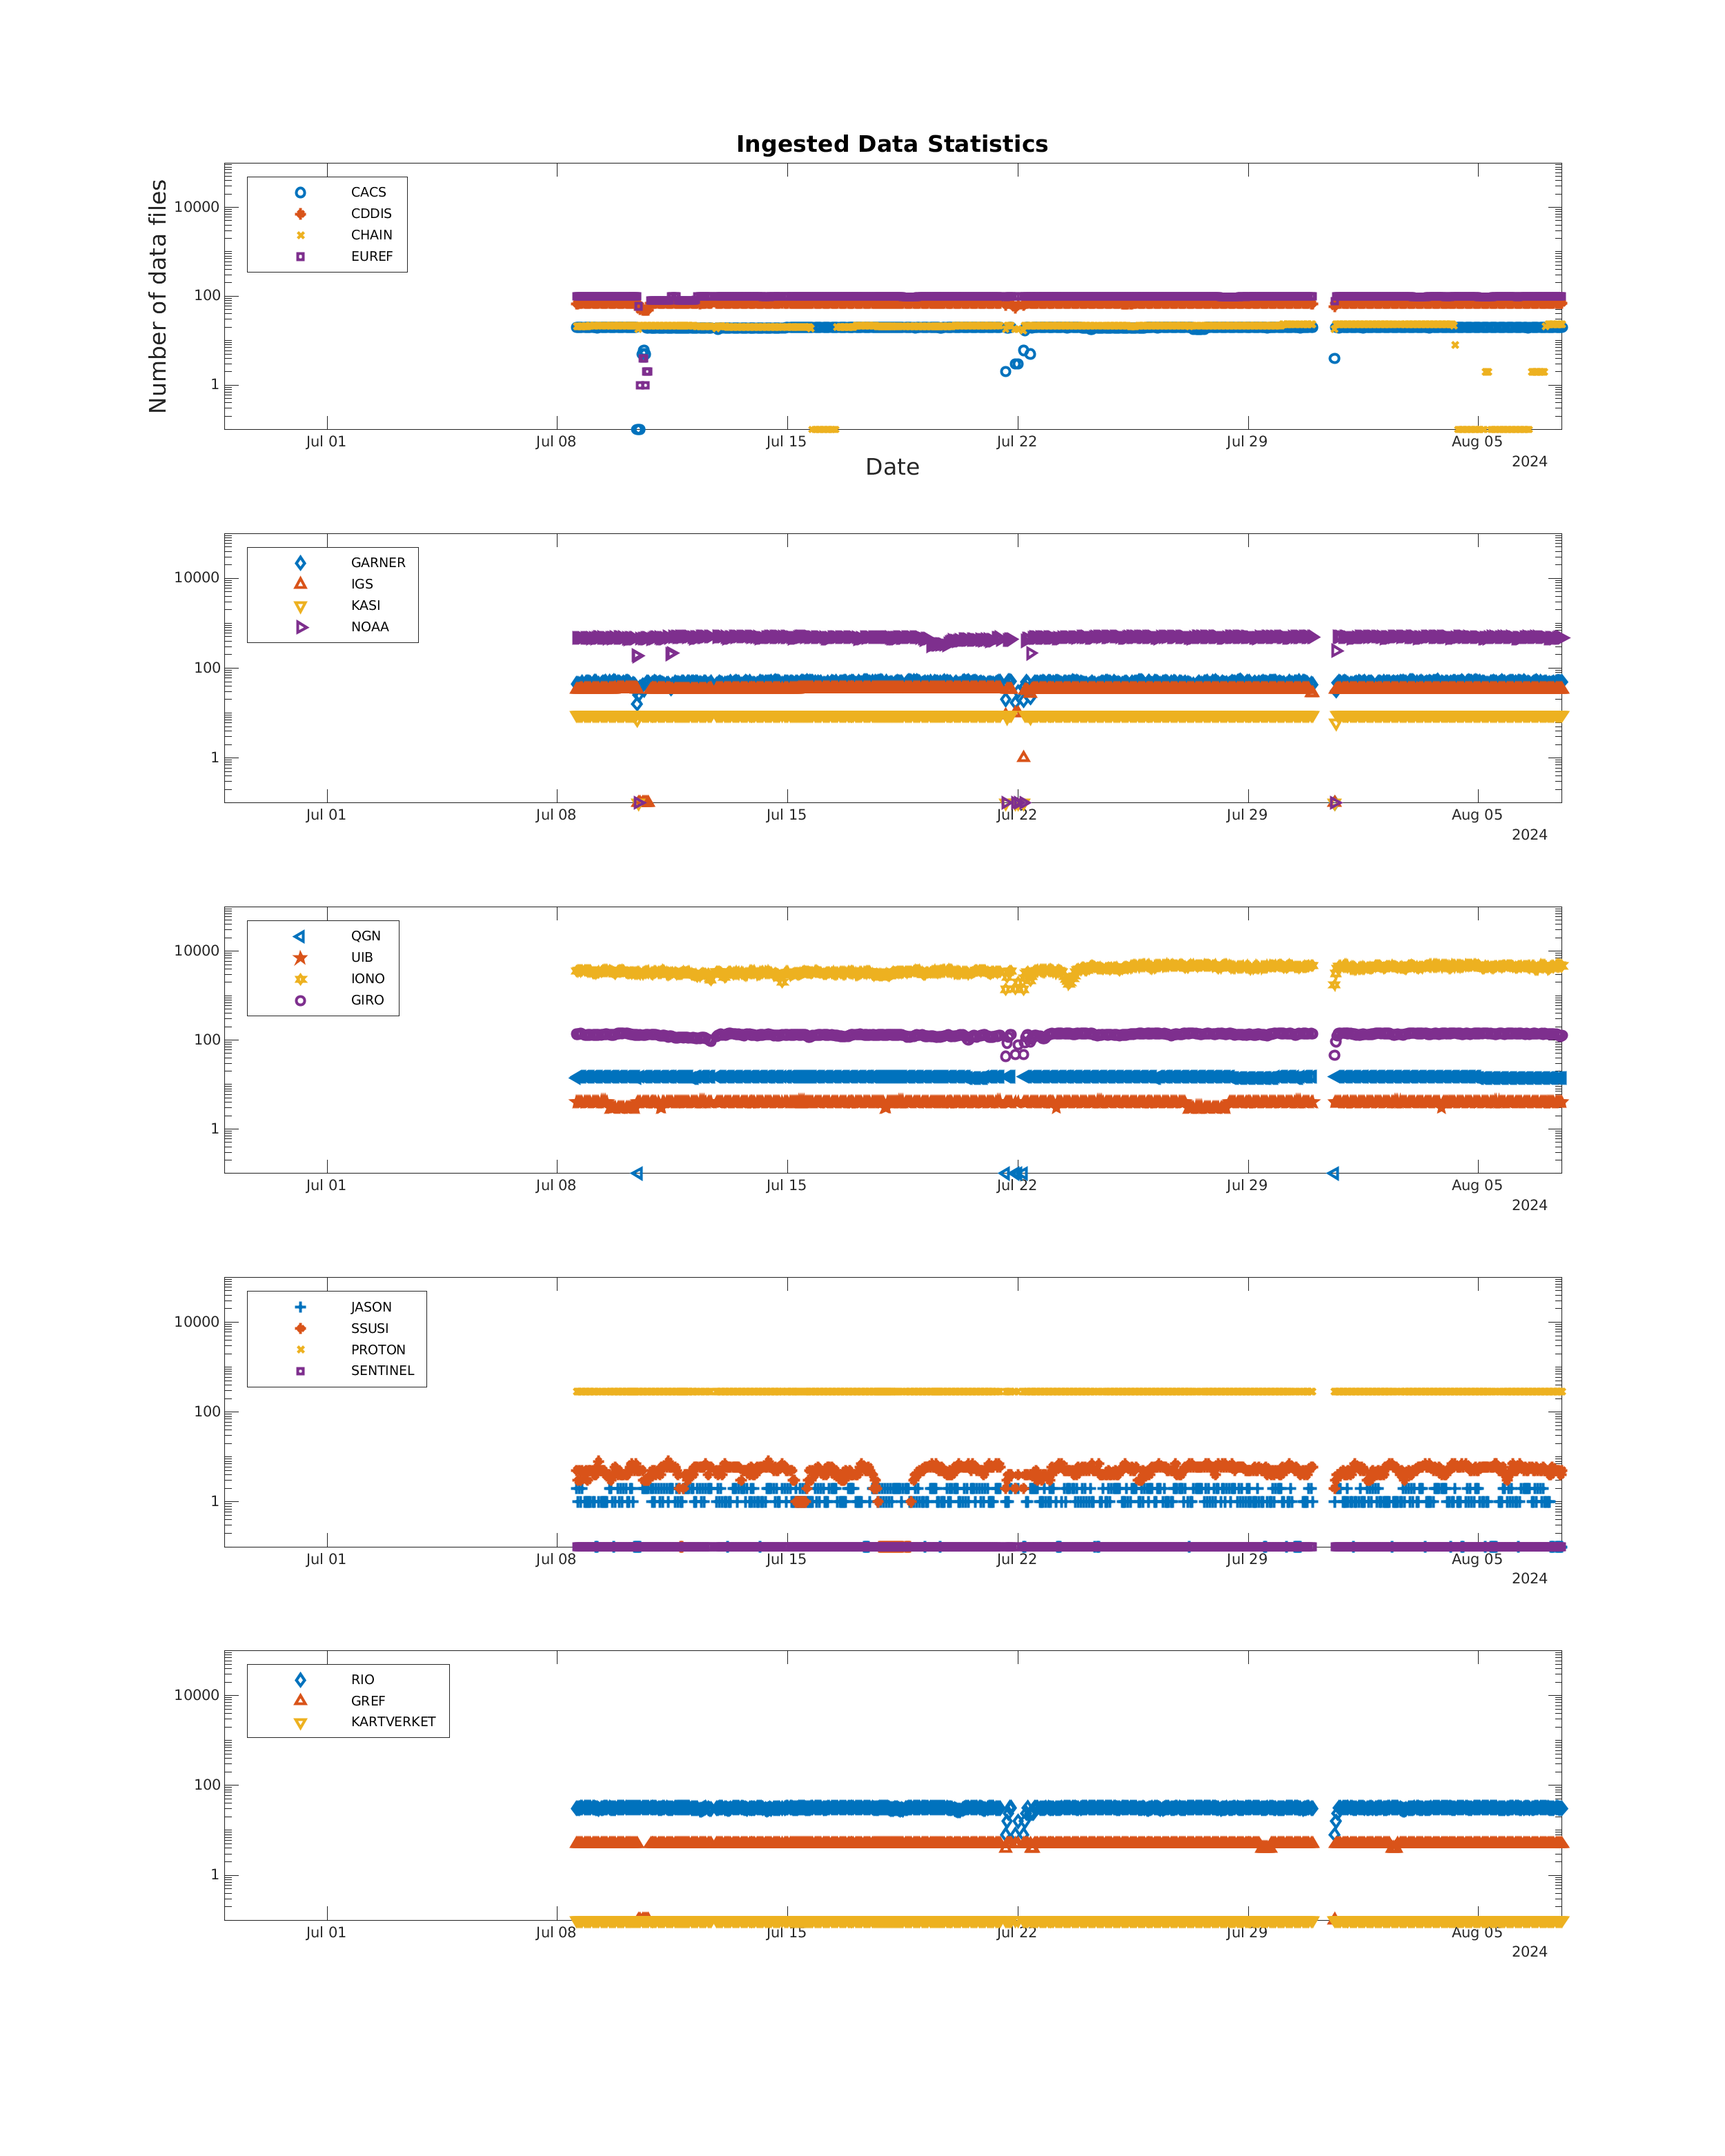 Ingested Data Statistics
Number of data files
CACS
CDDIS
CHAIN
EUREF
10000
100
1
Jul 01 Jul 08 Jul 15 Jul 22 Jul 29 Aug 05
2024
Date
GARNER
IGS
KASI
NOAA
10000
100
1
Jul 01 Jul 08 Jul 15 Jul 22 Jul 29 Aug 05
2024
QGN
UIB
IONO
GIRO
10000
100
1
Jul 01 Jul 08 Jul 15 Jul 22 Jul 29 Aug 05
2024
JASON
SSUSI
PROTON
SENTINEL
10000
100
1
Jul 01 Jul 08 Jul 15 Jul 22 Jul 29 Aug 05
2024
RIO
GREF
KARTVERKET
10000
100
1
Jul 01 Jul 08 Jul 15 Jul 22 Jul 29 Aug 05
2024